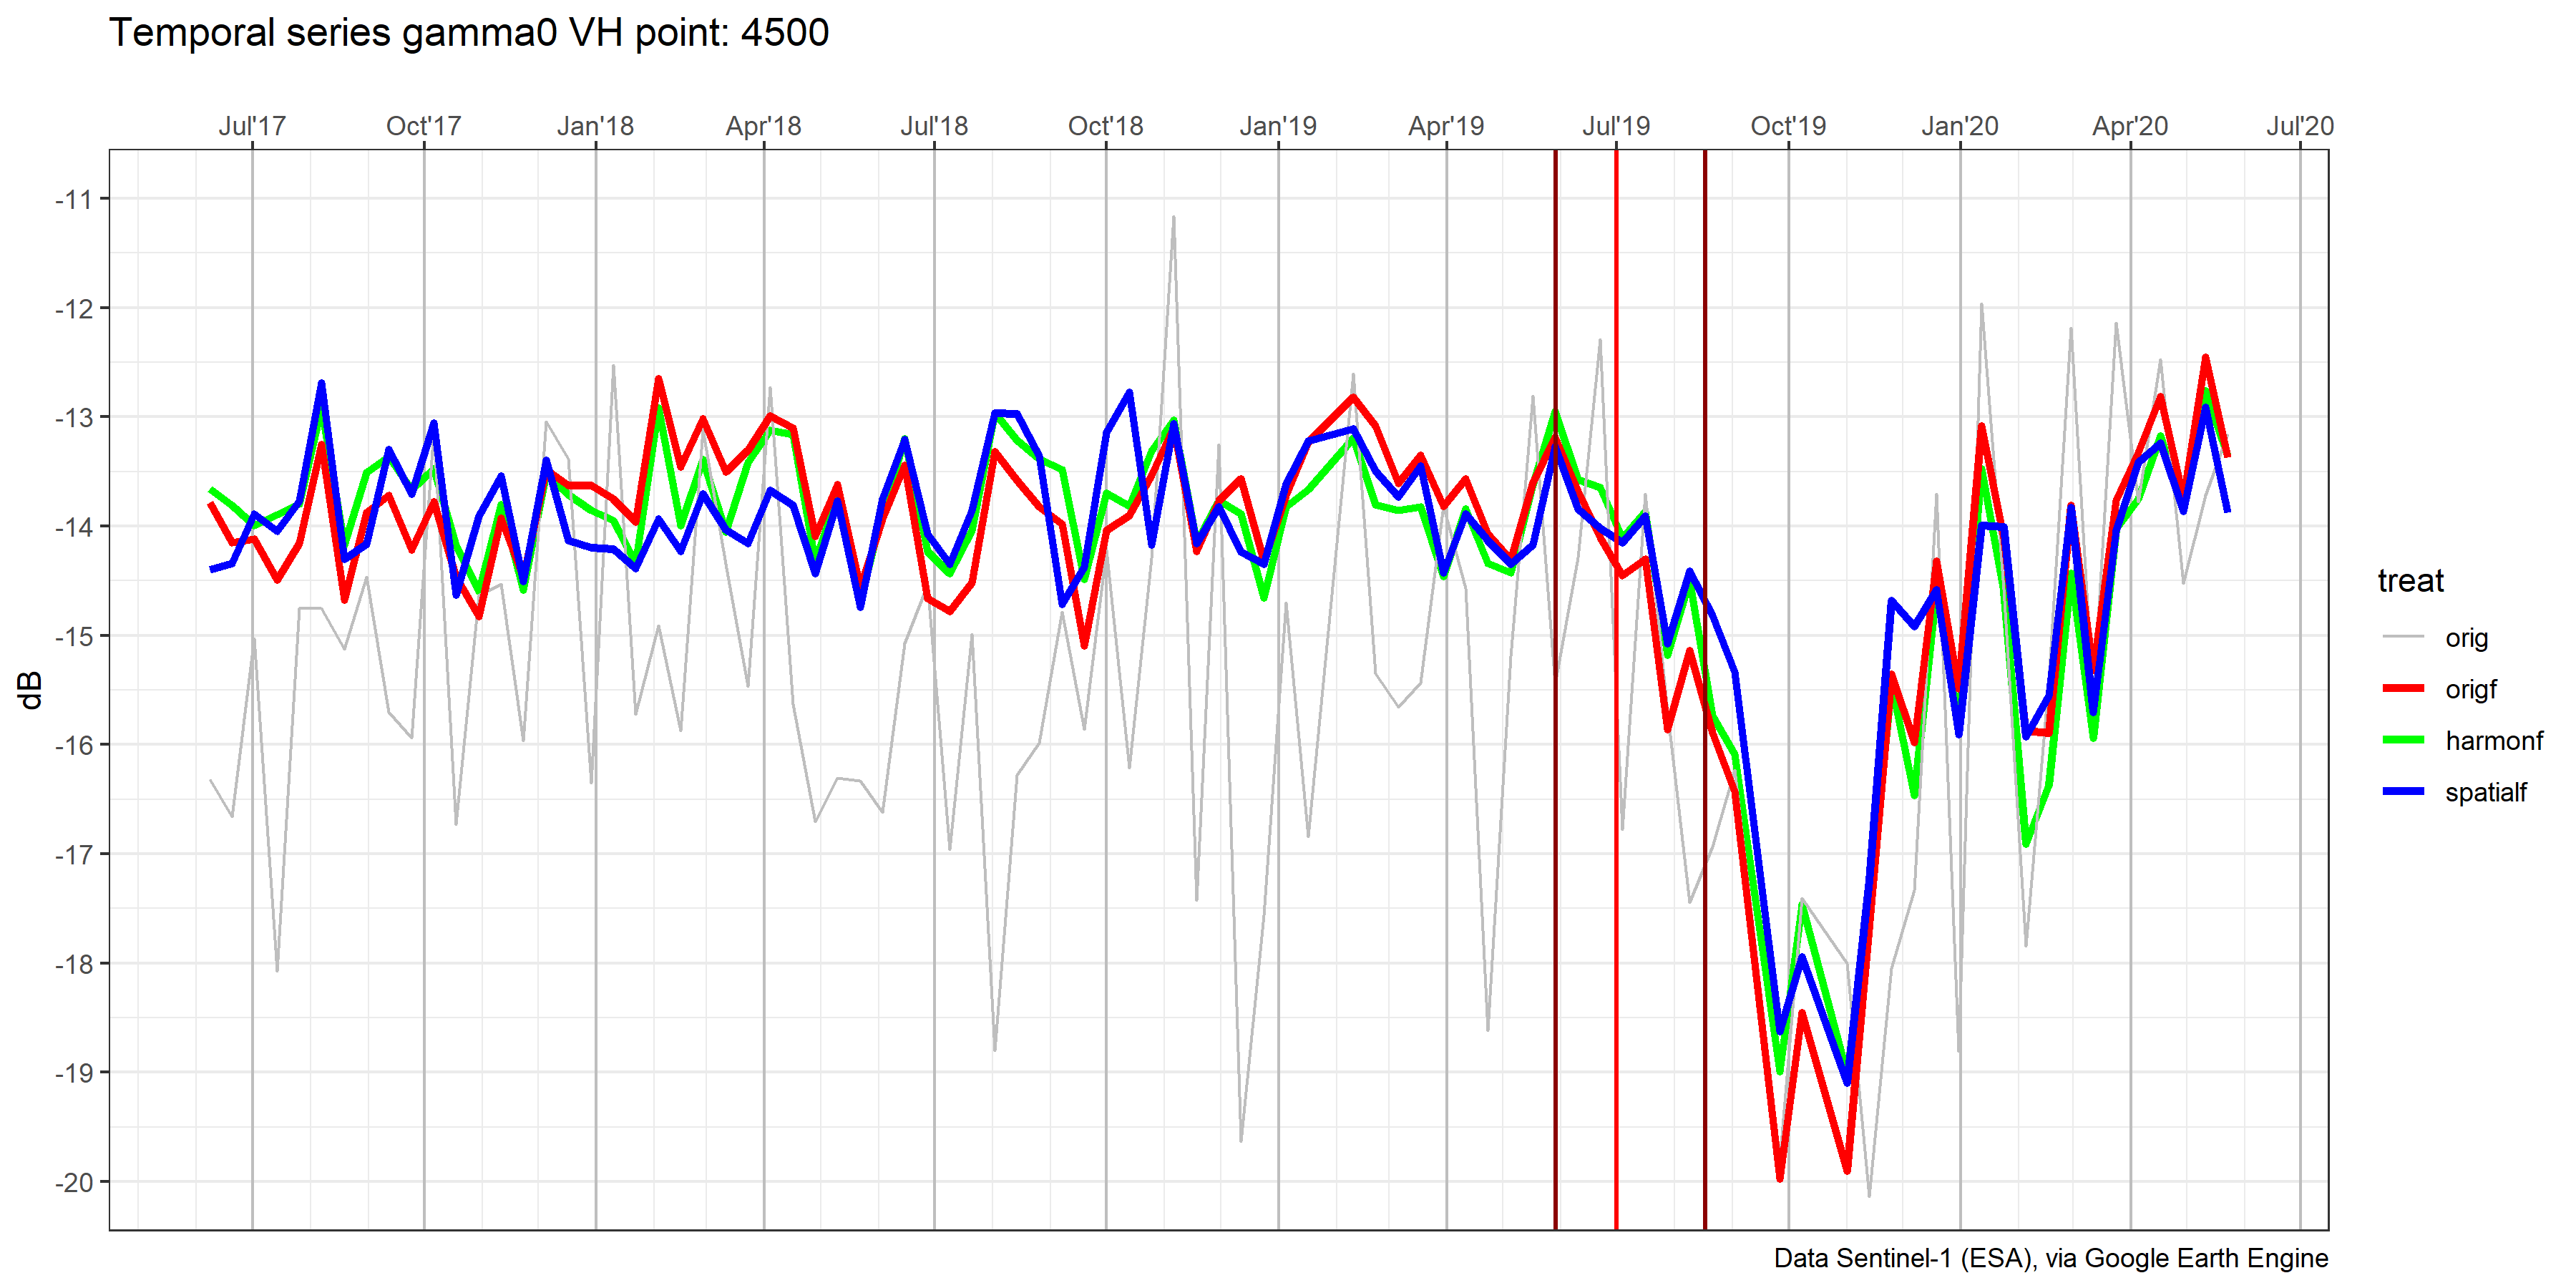 Temporal series gamma0 VH point: 4500
Jul'17 Oct'17 Jan'18 Apr'18 Jul'18 Oct'18 Jan'19 Apr'19 Jul'19 Oct'19 Jan'20 Apr'20 Jul'20
-11
-12
-13
-14
-15
-16
-17
-18
-19
-20
dB
treat
orig
origf
harmonf
spatialf
Data Sentinel-1 (ESA), via Google Earth Engine